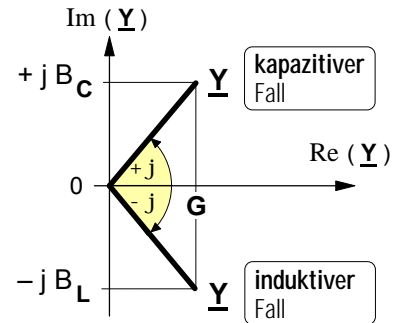 Im ( Y )
+ j B C
Y
kapazitiver
Fall
Re ( Y )
+ j
0
- j
G
– j B L
Y
induktiver
Fall